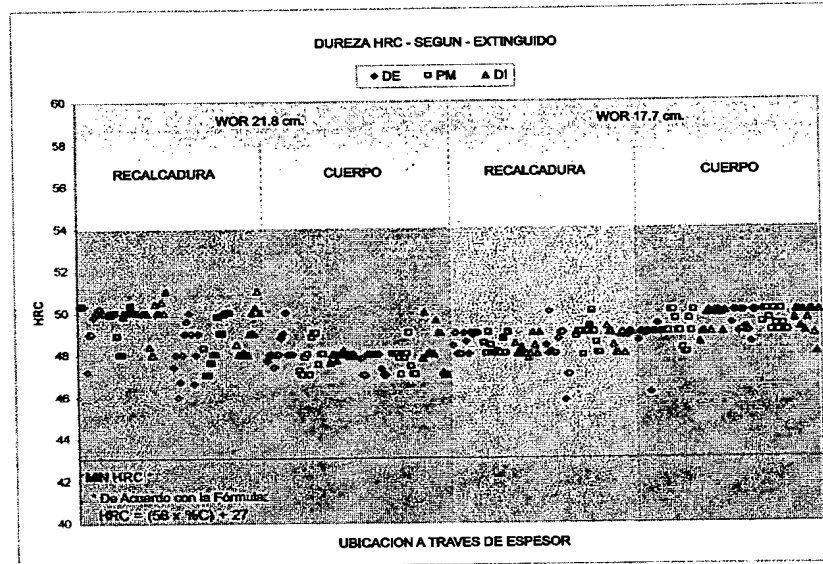 DUREZA HRC - SEGUN - EXTINGUIDO
DE PM DI
WOR 21.8 cm. WOR 17.7 cm.
RECALCADURA CUERPO RECALCADURA CUERPO
60
58
56
54
52
50
48
46
44
42
40
HRC
MIN HRC *
* De Acuerdo con la Fórmula:
HRC = (58 x %C) + 27
UBICACION A TRAVES DE ESPESOR